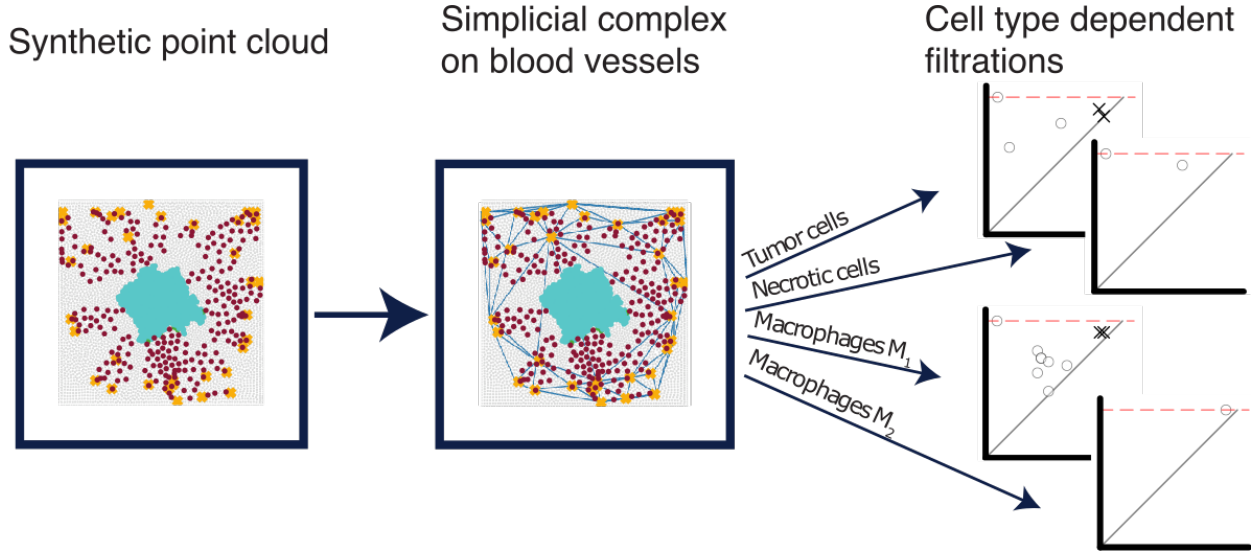 Synthetic point cloud
Simplicial complex
on blood vessels
Cell type dependent
filtrations
Tumor cells
Necrotic cells
Macrophages M1
Macrophages M2